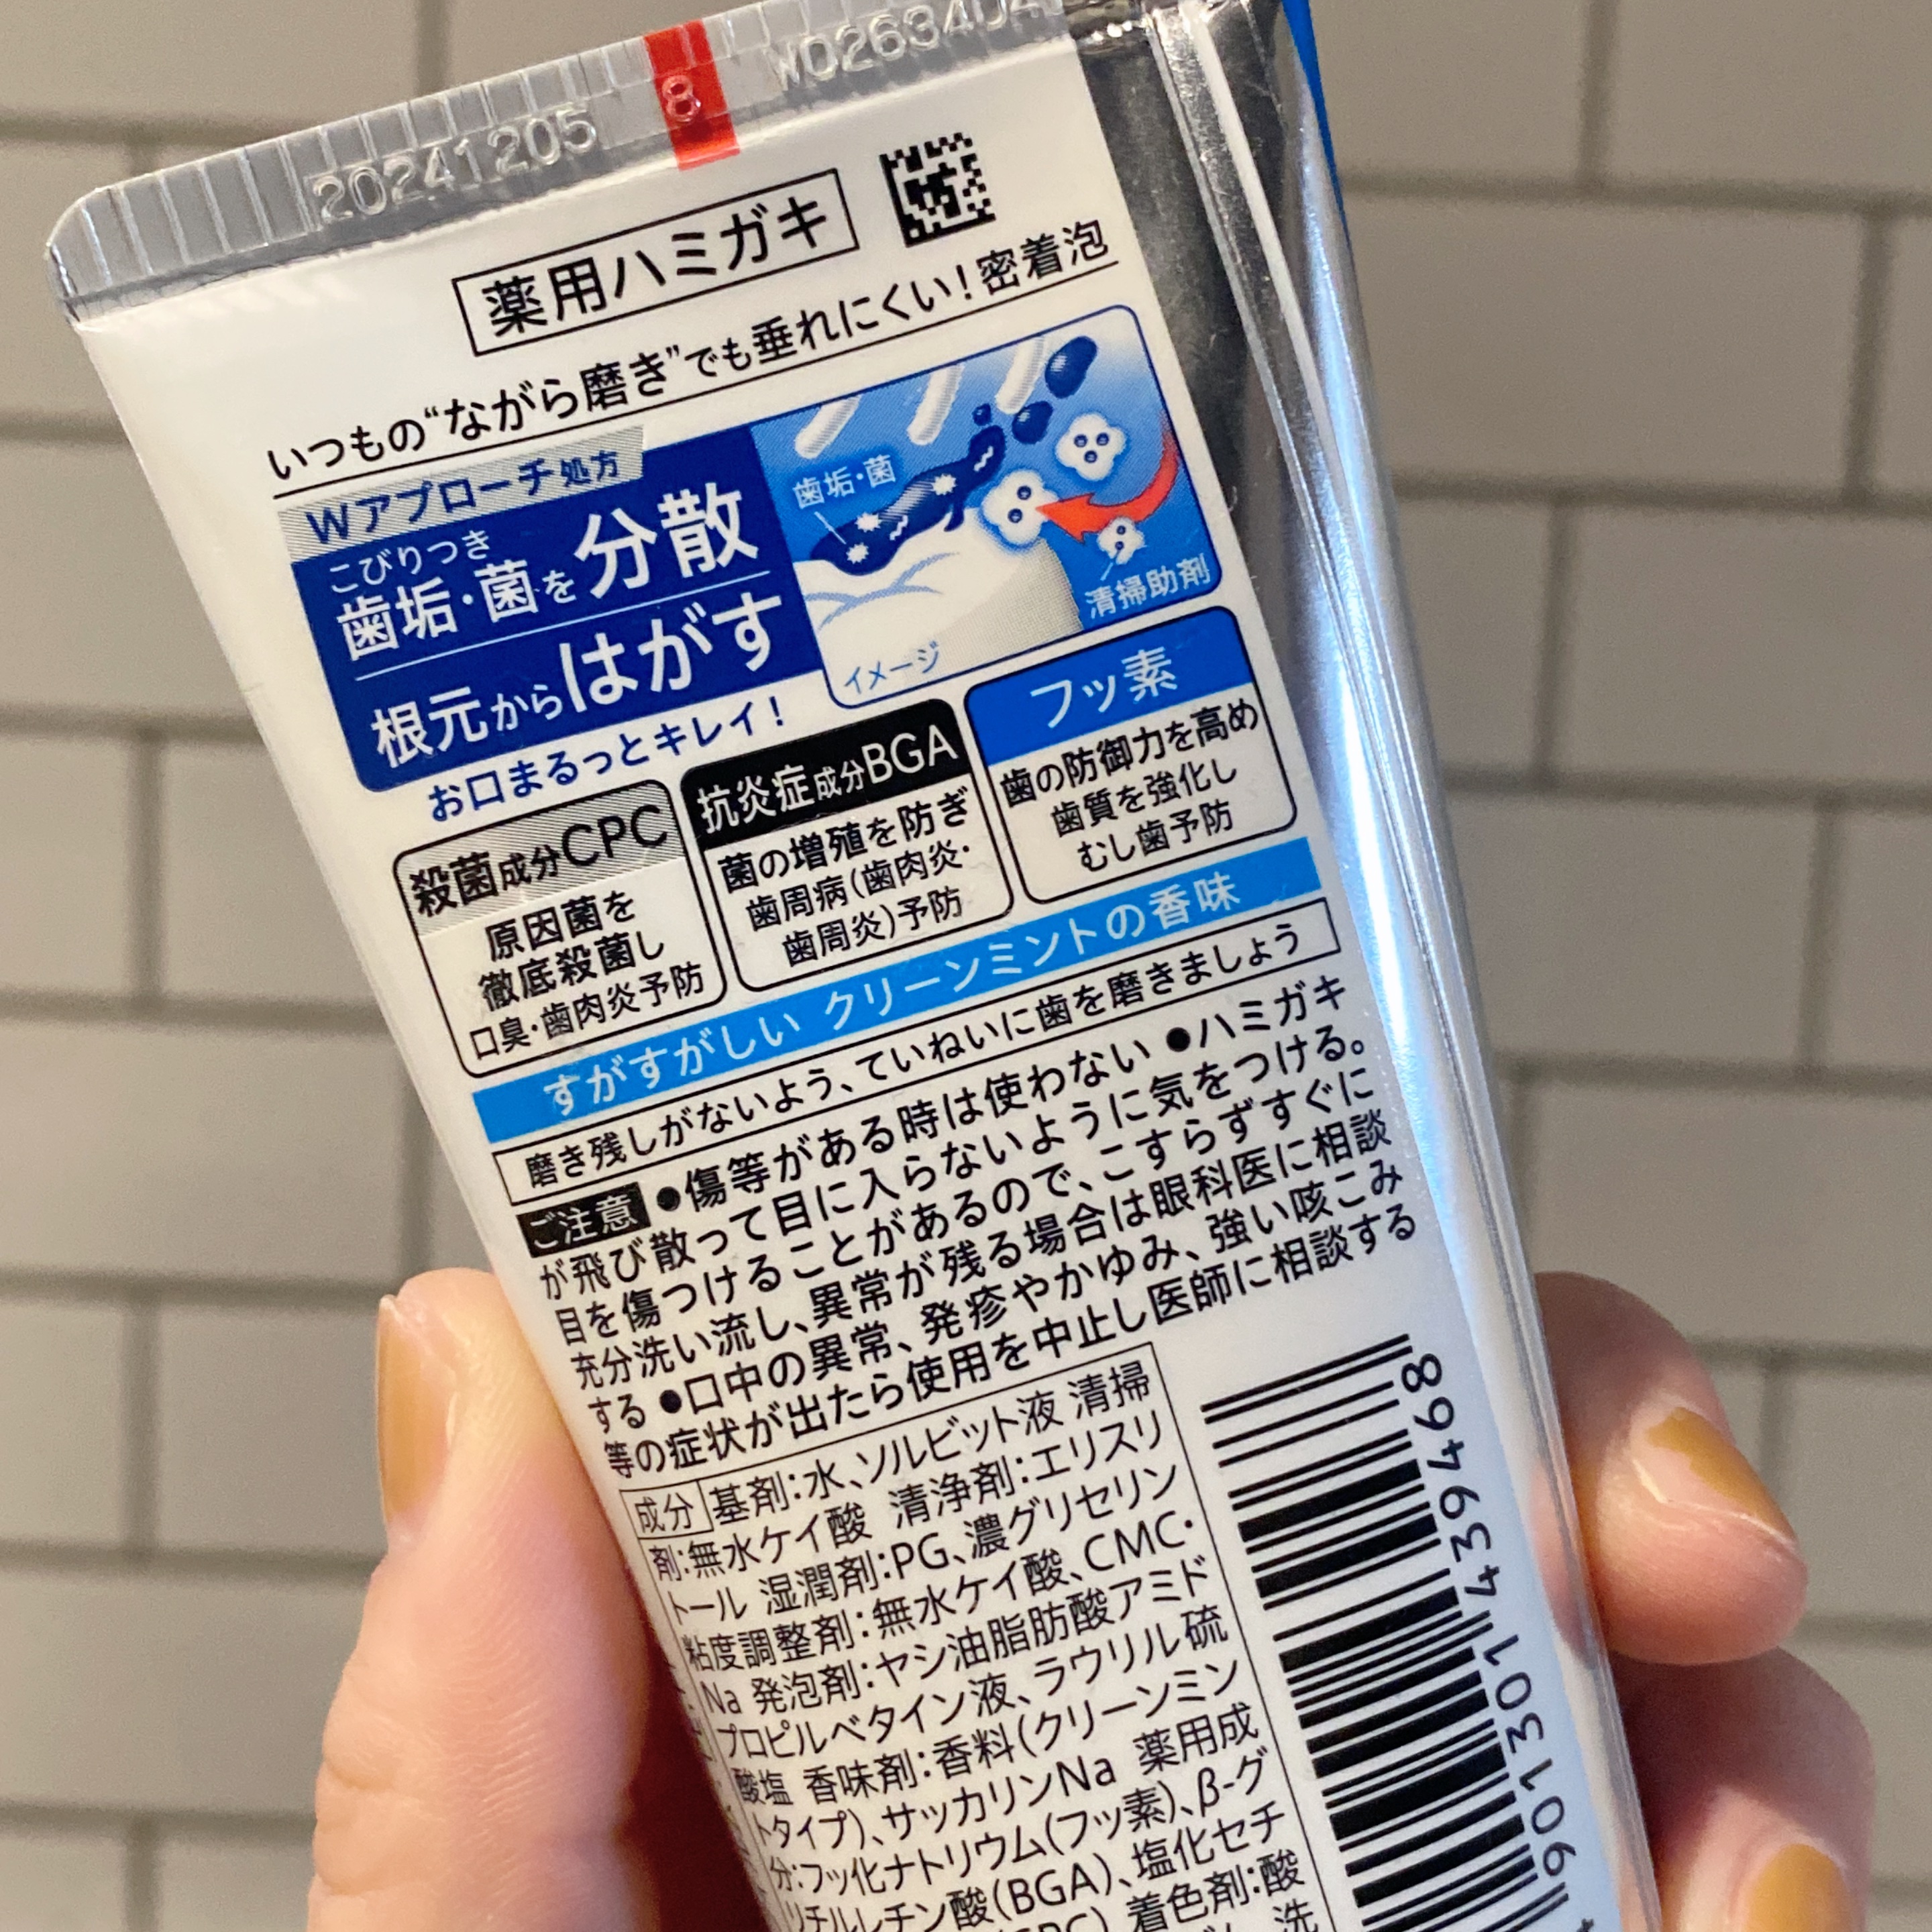 20241205 8 W026340A
薬用ハミガキ
いつもの“ながら磨き”でも垂れにくい!密着泡
Wアプローチ処方
こびりつき
歯垢・菌を分散
根元からはがす
お口まるっとキレイ!
歯垢・菌
清掃助剤
イメージ
殺菌成分CPC
原因菌を
徹底殺菌し
口臭・歯肉炎予防
抗炎症成分BGA
菌の増殖を防ぎ
歯周病(歯肉炎・
歯周炎)予防
フッ素
歯の防御力を高め
歯質を強化し
むし歯予防
すがすがしい クリーンミントの香味
磨き残しがないよう、ていねいに歯を磨きましょう
ご注意 ●傷等がある時は使わない ●ハミガキ
が飛び散って目に入らないように気をつける。
目を傷つけることがあるので、こすらずすぐに
充分洗い流し、異常が残る場合は眼科医に相談
する ●口中の異常、発疹やかゆみ、強い咳こみ
等の症状が出たら使用を中止し医師に相談する
成分 基剤:水、ソルビット液 清掃
剤:無水ケイ酸 清浄剤:エリスリ
トール 湿潤剤:PG、濃グリセリン
粘度調整剤:無水ケイ酸、CMC・
Na 発泡剤:ヤシ油脂肪酸アミド
プロピルベタイン液、ラウリル硫
酸塩 香味剤:香料(クリーンミン
トタイプ)、サッカリンNa 薬用成
分:フッ化ナトリウム(フッ素)、β-グ
リチルレチン酸(BGA)、塩化セチ
着色剤:酸
4 901301 439468